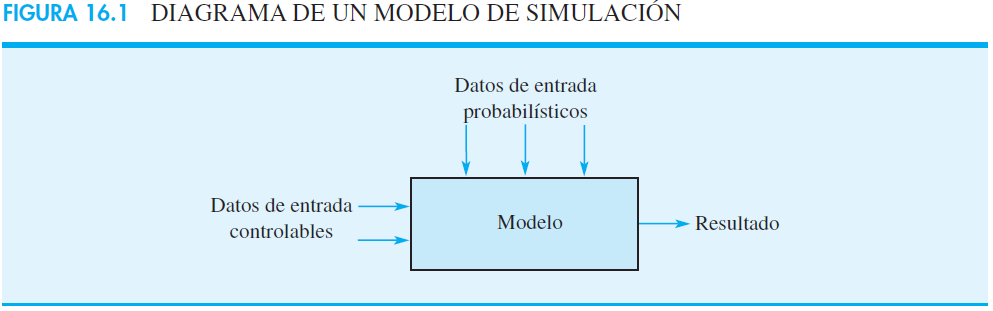 FIGURA 16.1 DIAGRAMA DE UN MODELO DE SIMULACIÓN
Datos de entrada
probabilísticos
Datos de entrada
controlables
Modelo
Resultado